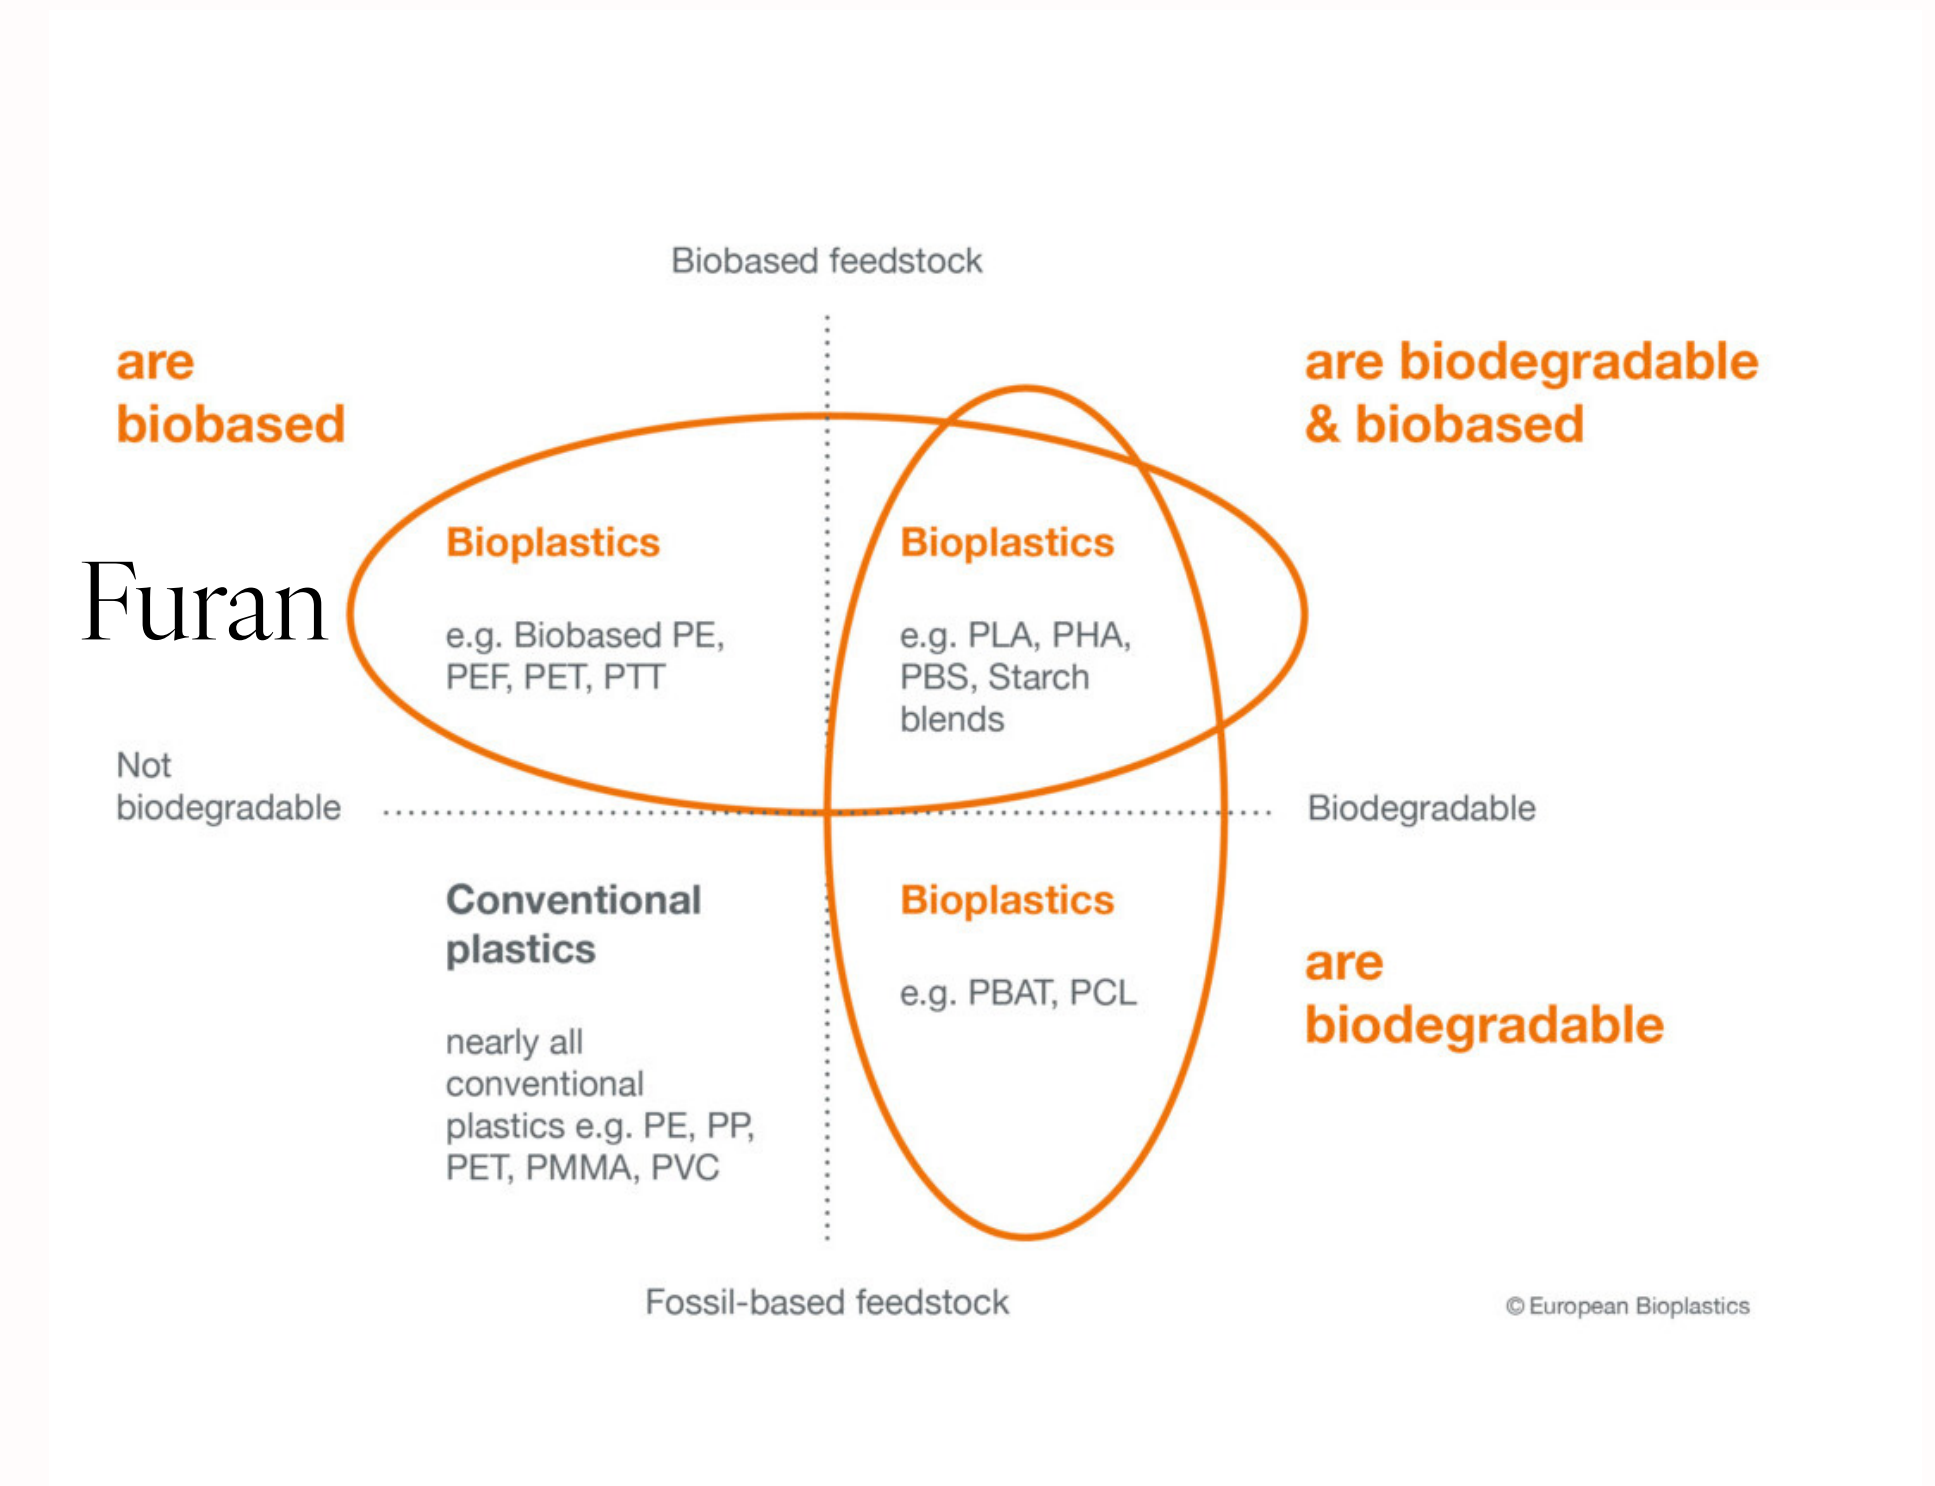 Biobased feedstock
are
biobased
are biodegradable
& biobased
Furan
Bioplastics
e.g. Biobased PE,
PEF, PET, PTT
Bioplastics
e.g. PLA, PHA,
PBS, Starch
blends
Not
biodegradable
Biodegradable
Conventional
plastics
nearly all
conventional
plastics e.g. PE, PP,
PET, PMMA, PVC
Bioplastics
e.g. PBAT, PCL
are
biodegradable
Fossil-based feedstock
© European Bioplastics